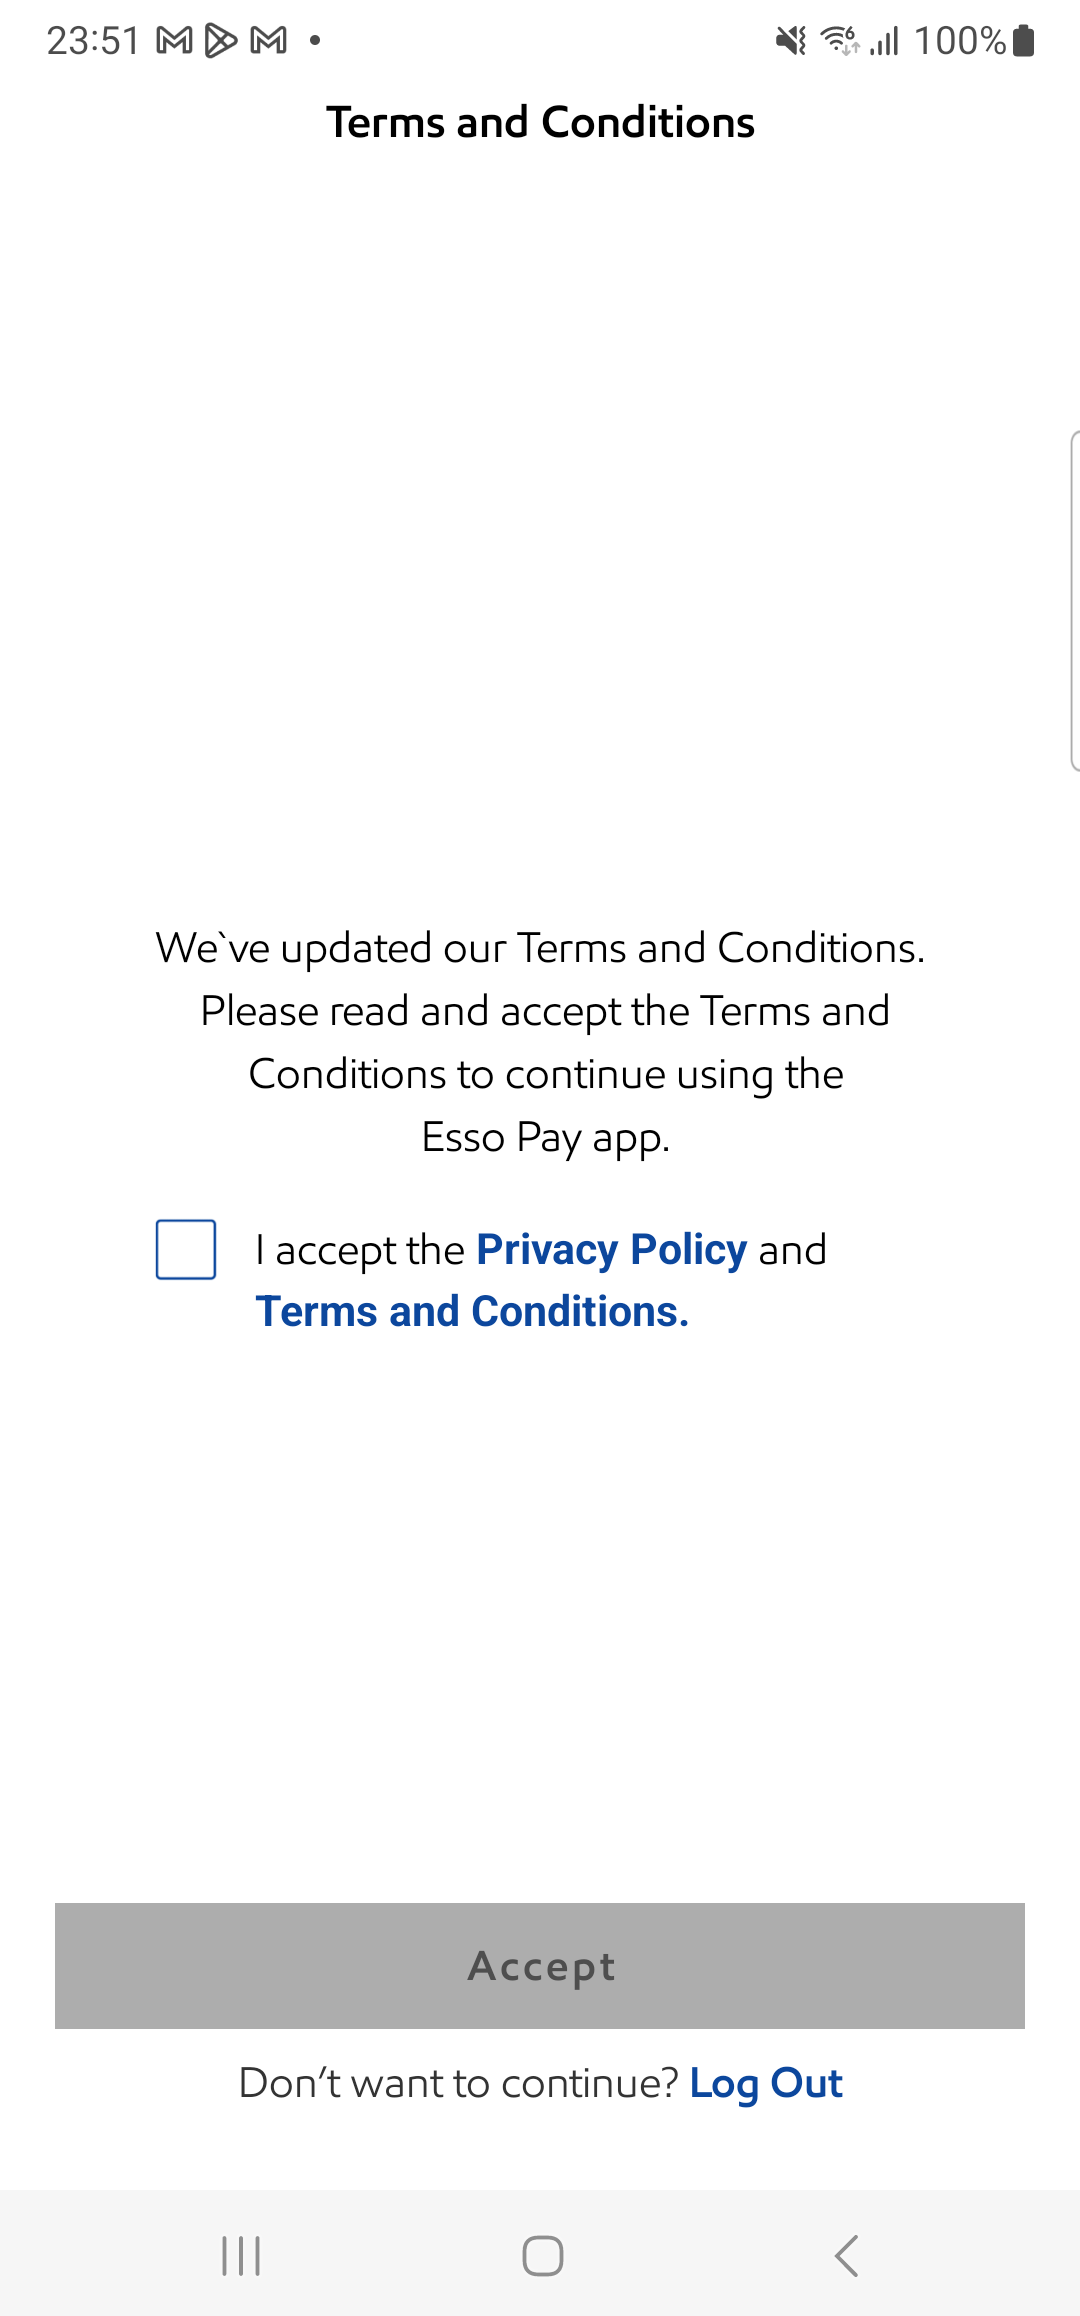 23:51
100%
Terms and Conditions
We`ve updated our Terms and Conditions.
Please read and accept the Terms and
Conditions to continue using the
Esso Pay app.
I accept the Privacy Policy and
Terms and Conditions.
Accept
Don’t want to continue? Log Out